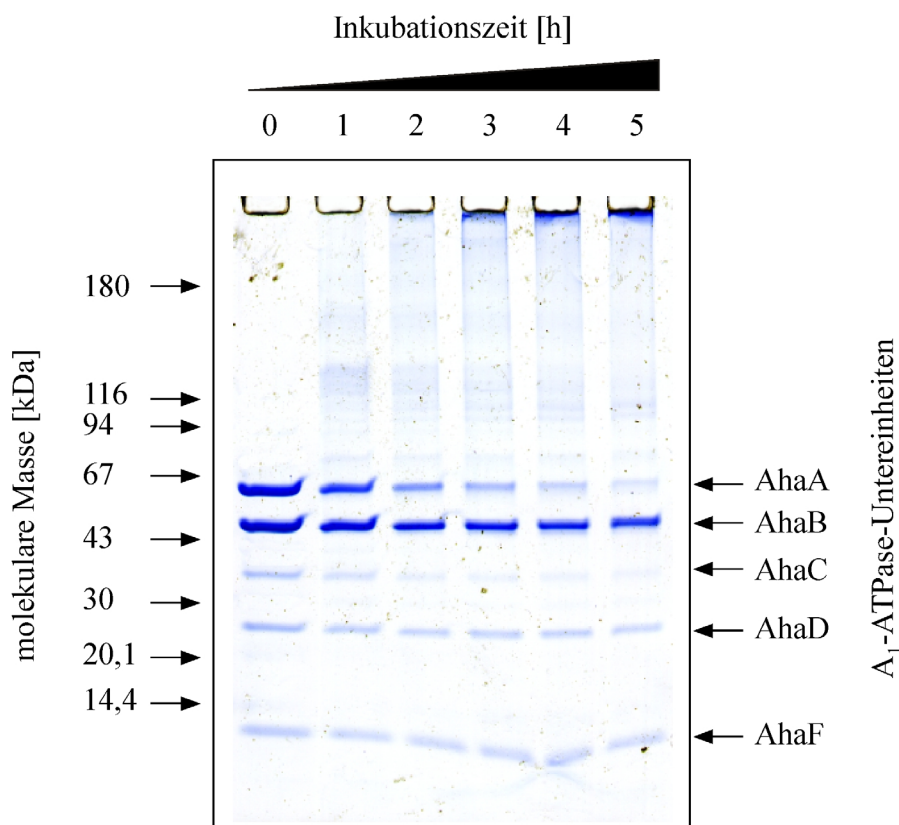 Inkubationszeit [h]
0 1 2 3 4 5
molekulare Masse [kDa]
180
116
94
67
43
30
20,1
14,4
AhaA
AhaB
AhaC
AhaD
AhaF
A₁-ATPase-Untereinheiten